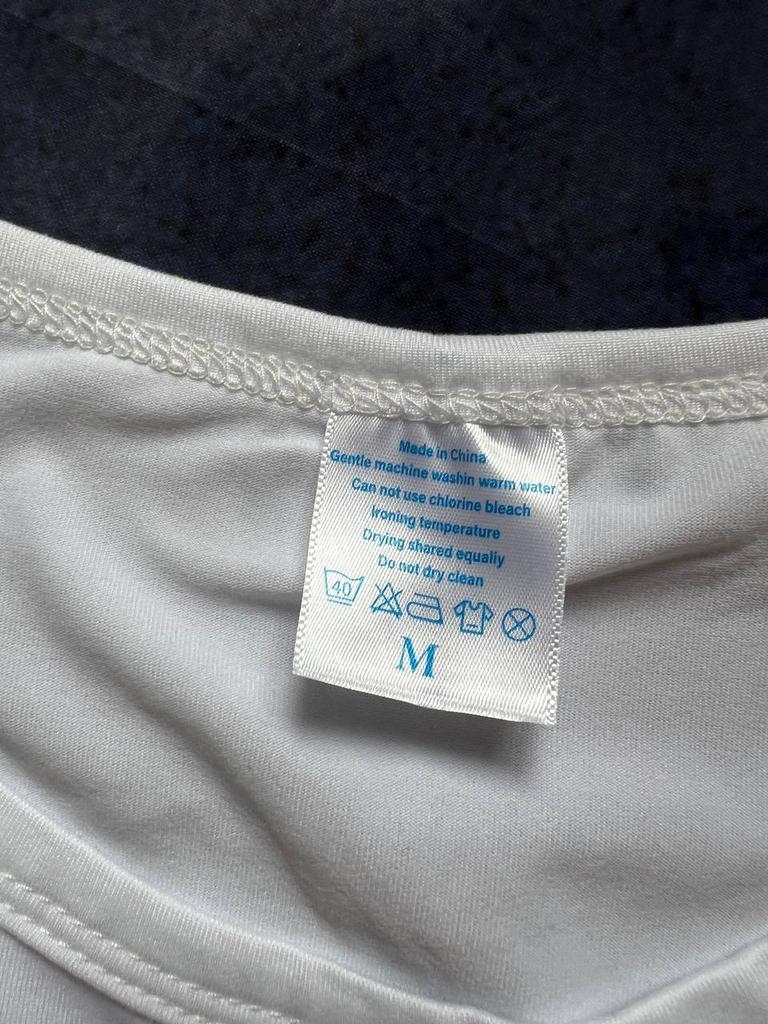 Made in China
Gentle machine washin warm water
Can not use chlorine bleach
Ironing temperature
Drying shared equaliy
Do not dry clean
40
M